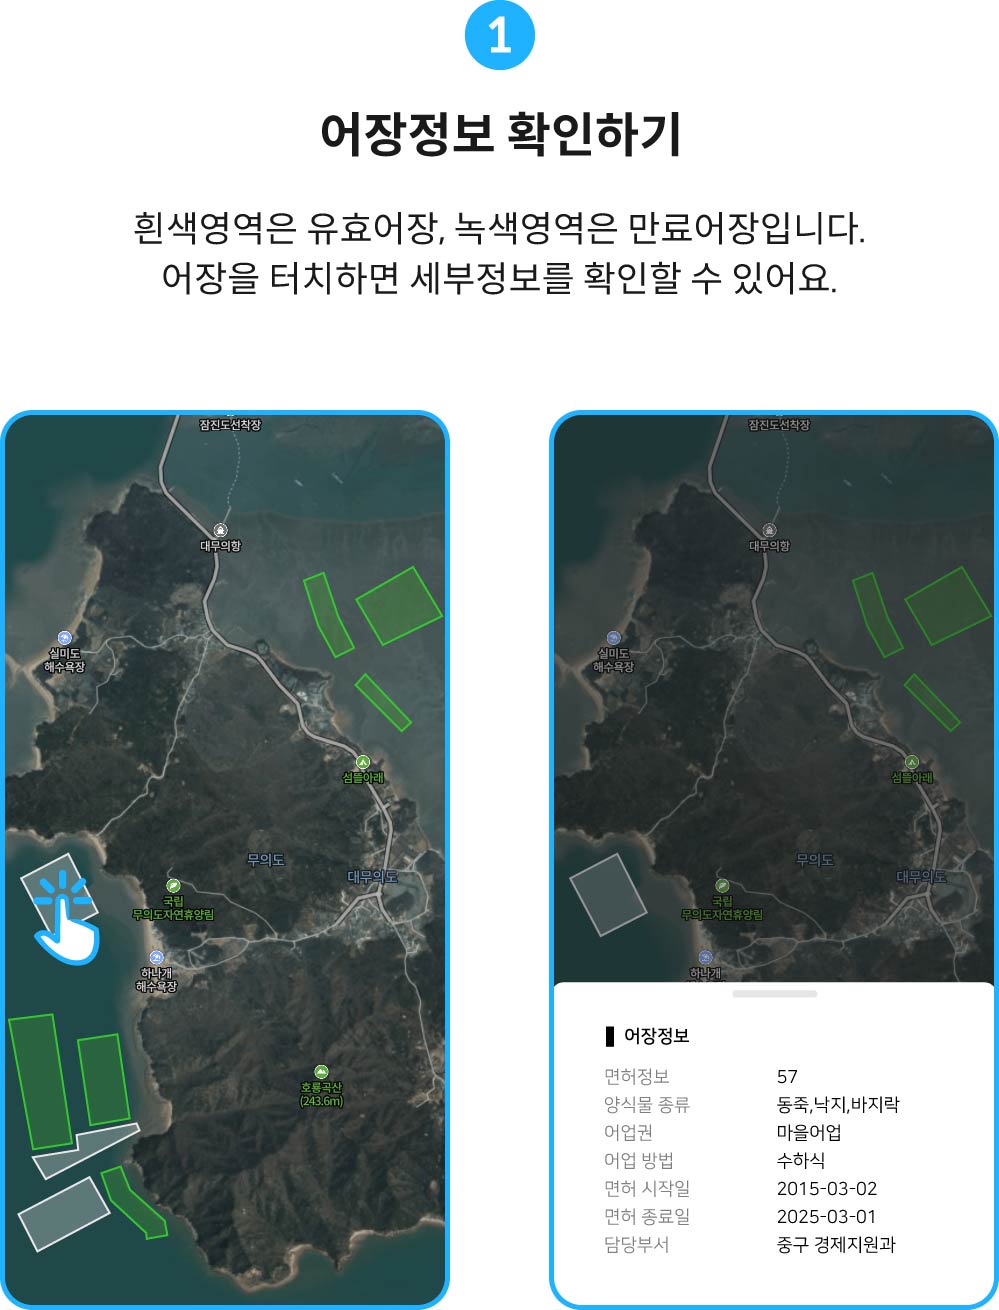 1
어장정보 확인하기
흰색영역은 유효어장, 녹색영역은 만료어장입니다.
어장을 터치하면 세부정보를 확인할 수 있어요.
잠진도선착장
대무의항
실미도
해수욕장
섬뜰아래
무의도
대무의도
국립
무의도자연휴양림
하나개
해수욕장
호룡곡산
(243.6m)
잠진도선착장
대무의항
실미도
해수욕장
섬뜰아래
무의도
대무의도
국립
무의도자연휴양림
하나개
어장정보
면허정보 57
양식물 종류 동죽,낙지,바지락
어업권 마을어업
어업 방법 수하식
면허 시작일 2015-03-02
면허 종료일 2025-03-01
담당부서 중구 경제지원과